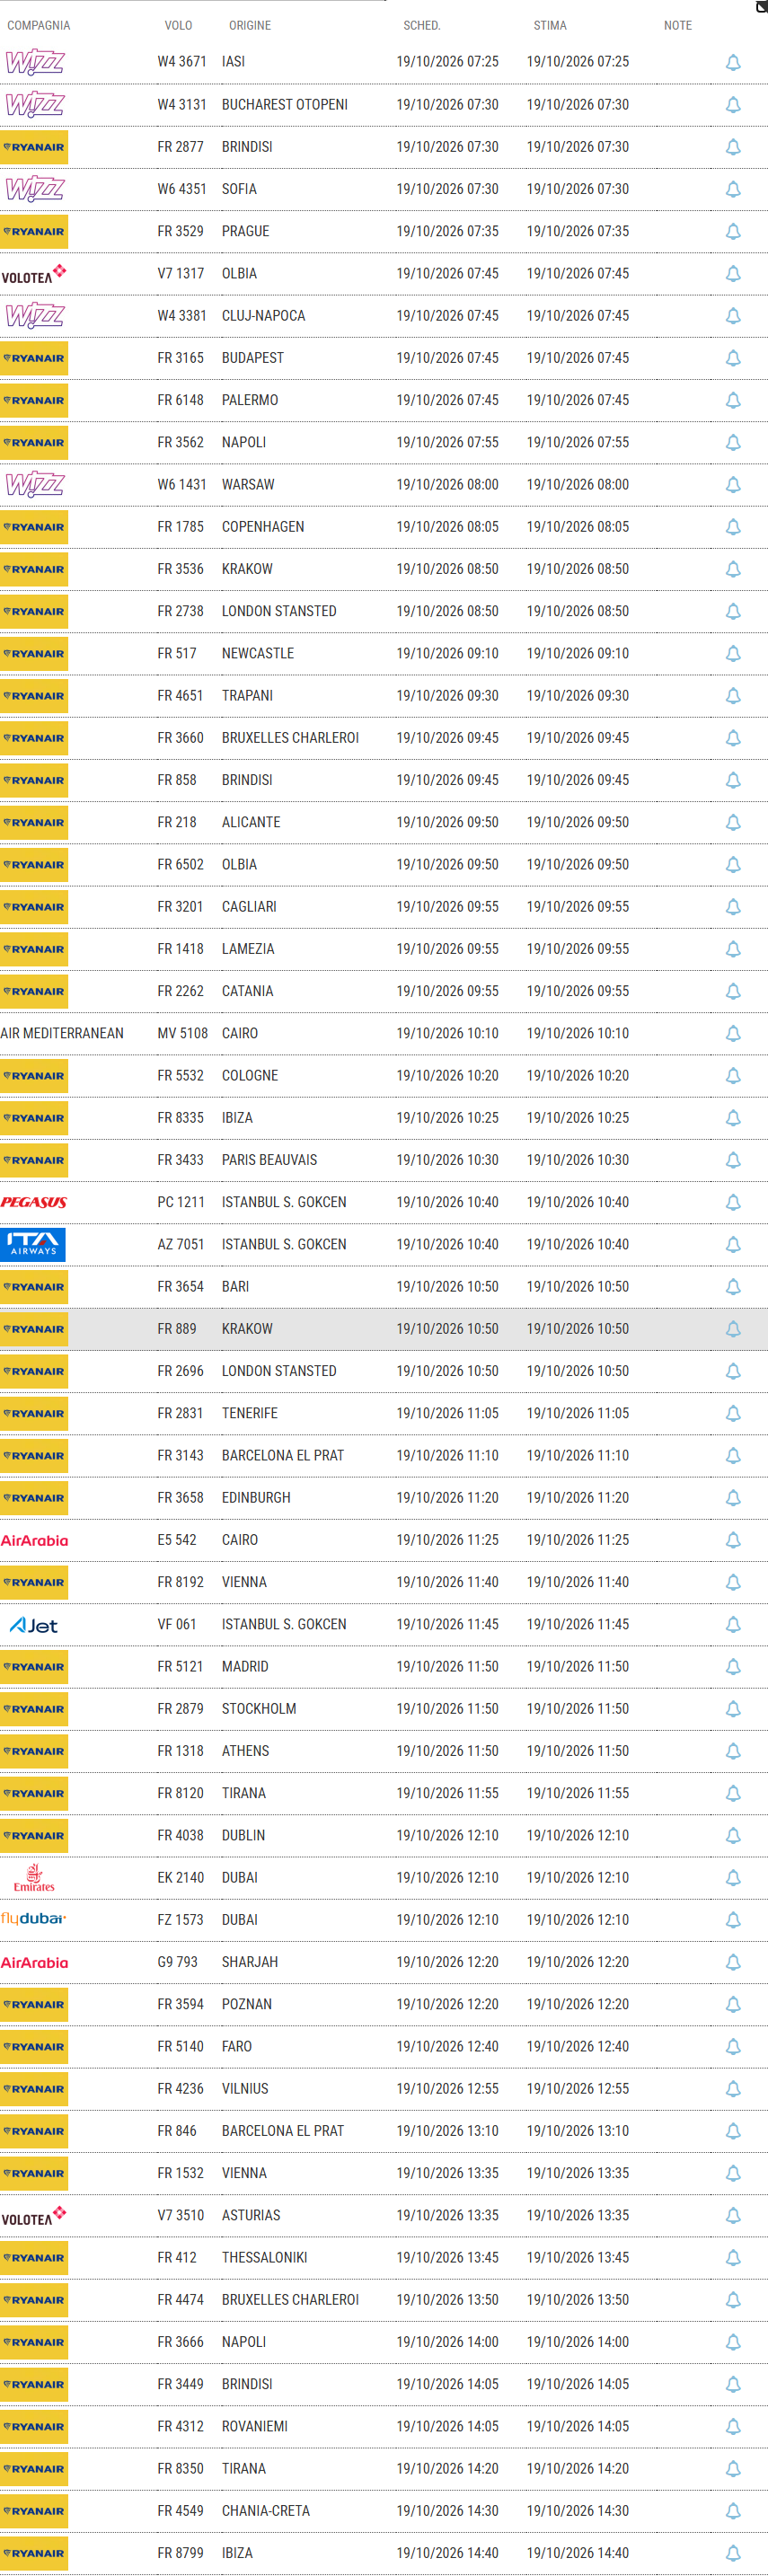 COMPAGNIA VOLO ORIGINE SCHED. STIMA NOTE
WIZZ W4 3671 IASI 19/10/2026 07:25 19/10/2026 07:25
WIZZ W4 3131 BUCHAREST OTOPENI 19/10/2026 07:30 19/10/2026 07:30
RYANAIR FR 2877 BRINDISI 19/10/2026 07:30 19/10/2026 07:30
WIZZ W6 4351 SOFIA 19/10/2026 07:30 19/10/2026 07:30
RYANAIR FR 3529 PRAGUE 19/10/2026 07:35 19/10/2026 07:35
VOLOTEA V7 1317 OLBIA 19/10/2026 07:45 19/10/2026 07:45
WIZZ W4 3381 CLUJ-NAPOCA 19/10/2026 07:45 19/10/2026 07:45
RYANAIR FR 3165 BUDAPEST 19/10/2026 07:45 19/10/2026 07:45
RYANAIR FR 6148 PALERMO 19/10/2026 07:45 19/10/2026 07:45
RYANAIR FR 3562 NAPOLI 19/10/2026 07:55 19/10/2026 07:55
WIZZ W6 1431 WARSAW 19/10/2026 08:00 19/10/2026 08:00
RYANAIR FR 1785 COPENHAGEN 19/10/2026 08:05 19/10/2026 08:05
RYANAIR FR 3536 KRAKOW 19/10/2026 08:50 19/10/2026 08:50
RYANAIR FR 2738 LONDON STANSTED 19/10/2026 08:50 19/10/2026 08:50
RYANAIR FR 517 NEWCASTLE 19/10/2026 09:10 19/10/2026 09:10
RYANAIR FR 4651 TRAPANI 19/10/2026 09:30 19/10/2026 09:30
RYANAIR FR 3660 BRUXELLES CHARLEROI 19/10/2026 09:45 19/10/2026 09:45
RYANAIR FR 858 BRINDISI 19/10/2026 09:45 19/10/2026 09:45
RYANAIR FR 218 ALICANTE 19/10/2026 09:50 19/10/2026 09:50
RYANAIR FR 6502 OLBIA 19/10/2026 09:50 19/10/2026 09:50
RYANAIR FR 3201 CAGLIARI 19/10/2026 09:55 19/10/2026 09:55
RYANAIR FR 1418 LAMEZIA 19/10/2026 09:55 19/10/2026 09:55
RYANAIR FR 2262 CATANIA 19/10/2026 09:55 19/10/2026 09:55
AIR MEDITERRANEAN MV 5108 CAIRO 19/10/2026 10:10 19/10/2026 10:10
RYANAIR FR 5532 COLOGNE 19/10/2026 10:20 19/10/2026 10:20
RYANAIR FR 8335 IBIZA 19/10/2026 10:25 19/10/2026 10:25
RYANAIR FR 3433 PARIS BEAUVAIS 19/10/2026 10:30 19/10/2026 10:30
PEGASUS PC 1211 ISTANBUL S. GOKCEN 19/10/2026 10:40 19/10/2026 10:40
ITA AIRWAYS AZ 7051 ISTANBUL S. GOKCEN 19/10/2026 10:40 19/10/2026 10:40
RYANAIR FR 3654 BARI 19/10/2026 10:50 19/10/2026 10:50
RYANAIR FR 889 KRAKOW 19/10/2026 10:50 19/10/2026 10:50
RYANAIR FR 2696 LONDON STANSTED 19/10/2026 10:50 19/10/2026 10:50
RYANAIR FR 2831 TENERIFE 19/10/2026 11:05 19/10/2026 11:05
RYANAIR FR 3143 BARCELONA EL PRAT 19/10/2026 11:10 19/10/2026 11:10
RYANAIR FR 3658 EDINBURGH 19/10/2026 11:20 19/10/2026 11:20
AirArabia E5 542 CAIRO 19/10/2026 11:25 19/10/2026 11:25
RYANAIR FR 8192 VIENNA 19/10/2026 11:40 19/10/2026 11:40
AJet VF 061 ISTANBUL S. GOKCEN 19/10/2026 11:45 19/10/2026 11:45
RYANAIR FR 5121 MADRID 19/10/2026 11:50 19/10/2026 11:50
RYANAIR FR 2879 STOCKHOLM 19/10/2026 11:50 19/10/2026 11:50
RYANAIR FR 1318 ATHENS 19/10/2026 11:50 19/10/2026 11:50
RYANAIR FR 8120 TIRANA 19/10/2026 11:55 19/10/2026 11:55
RYANAIR FR 4038 DUBLIN 19/10/2026 12:10 19/10/2026 12:10
Emirates EK 2140 DUBAI 19/10/2026 12:10 19/10/2026 12:10
flydubai FZ 1573 DUBAI 19/10/2026 12:10 19/10/2026 12:10
AirArabia G9 793 SHARJAH 19/10/2026 12:20 19/10/2026 12:20
RYANAIR FR 3594 POZNAN 19/10/2026 12:20 19/10/2026 12:20
RYANAIR FR 5140 FARO 19/10/2026 12:40 19/10/2026 12:40
RYANAIR FR 4236 VILNIUS 19/10/2026 12:55 19/10/2026 12:55
RYANAIR FR 846 BARCELONA EL PRAT 19/10/2026 13:10 19/10/2026 13:10
RYANAIR FR 1532 VIENNA 19/10/2026 13:35 19/10/2026 13:35
VOLOTEA V7 3510 ASTURIAS 19/10/2026 13:35 19/10/2026 13:35
RYANAIR FR 412 THESSALONIKI 19/10/2026 13:45 19/10/2026 13:45
RYANAIR FR 4474 BRUXELLES CHARLEROI 19/10/2026 13:50 19/10/2026 13:50
RYANAIR FR 3666 NAPOLI 19/10/2026 14:00 19/10/2026 14:00
RYANAIR FR 3449 BRINDISI 19/10/2026 14:05 19/10/2026 14:05
RYANAIR FR 4312 ROVANIEMI 19/10/2026 14:05 19/10/2026 14:05
RYANAIR FR 8350 TIRANA 19/10/2026 14:20 19/10/2026 14:20
RYANAIR FR 4549 CHANIA-CRETA 19/10/2026 14:30 19/10/2026 14:30
RYANAIR FR 8799 IBIZA 19/10/2026 14:40 19/10/2026 14:40